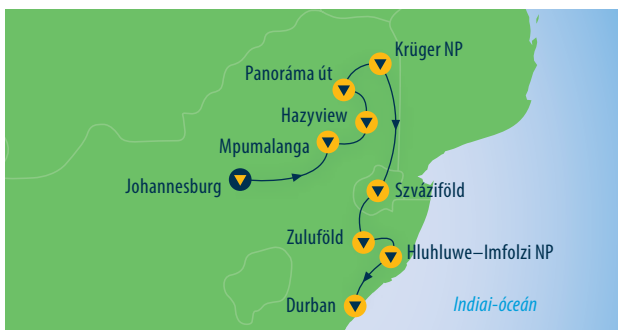 Krüger NP
Panoráma út
Hazyview
Mpumalanga
Johannesburg
Szváziföld
Zuluföld
Hluhluwe–Imfolzi NP
Durban
Indiai-óceán